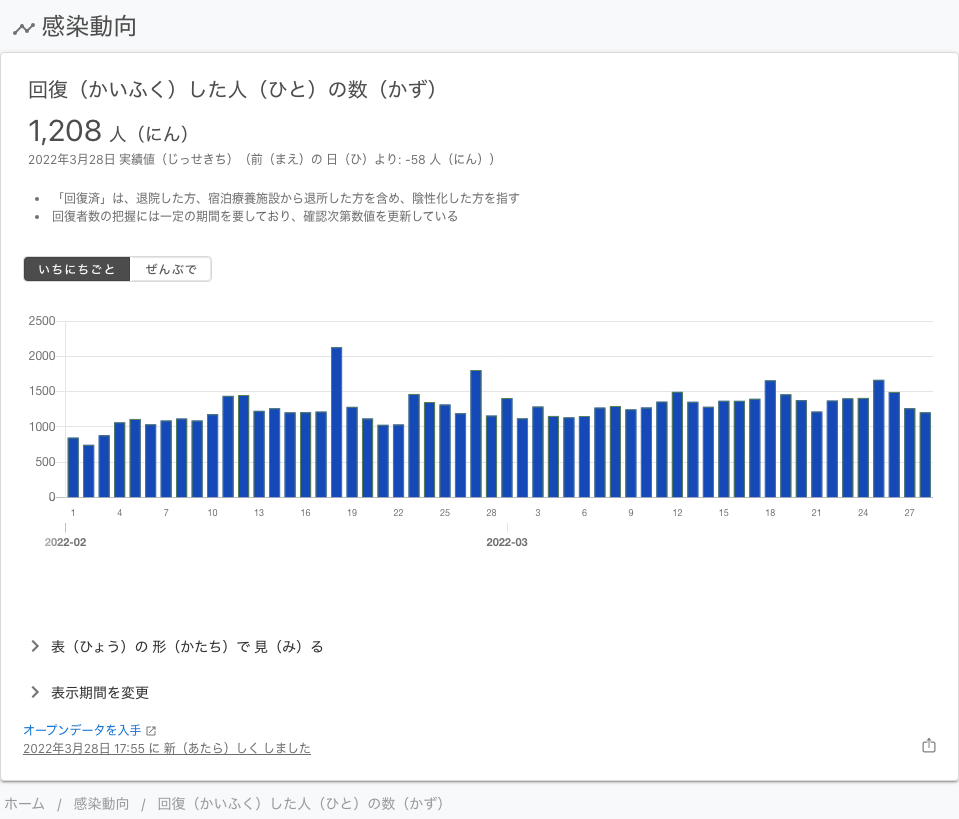 感染動向
回復（かいふく）した人（ひと）の数（かず）
1,208 人（にん）
2022年3月28日 実績値（じっせきち）（前（まえ）の 日（ひ）より: -58 人（にん））
• 「回復済」は、退院した方、宿泊療養施設から退所した方を含め、陰性化した方を指す
• 回復者数の把握には一定の期間を要しており、確認次第数値を更新している
いちにちごと ぜんぶで
2500
2000
1500
1000
500
0
1 4 7 10 13 16 19 22 25 28 3 6 9 12 15 18 21 24 27
2022-02 2022-03
表（ひょう）の 形（かたち）で 見（み）る
表示期間を変更
オープンデータを入手
2022年3月28日 17:55 に 新（あたら）しく しました
ホーム / 感染動向 / 回復（かいふく）した人（ひと）の数（かず）